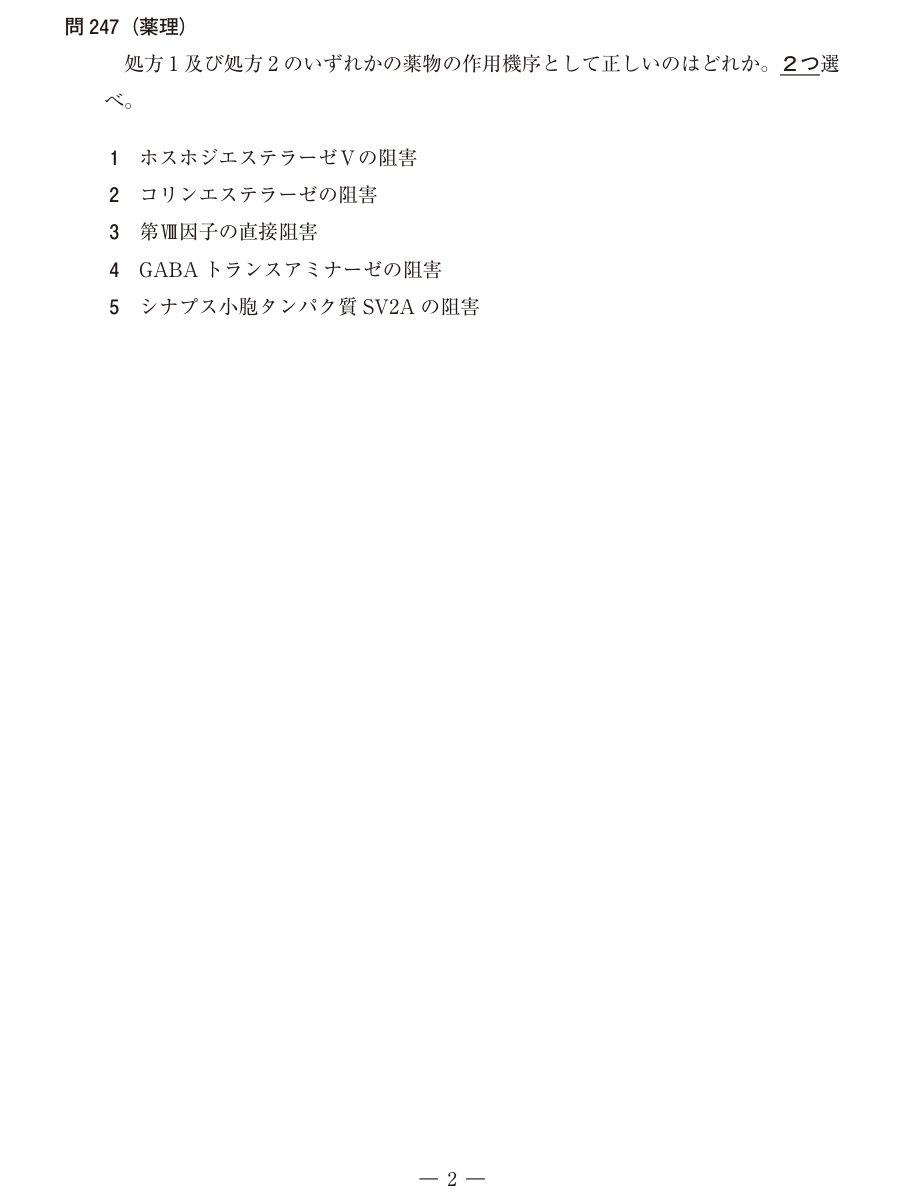 問 247（薬理）
処方１及び処方２のいずれかの薬物の作用機序として正しいのはどれか。２つ選
べ。
1　ホスホジエステラーゼⅤの阻害
2　コリンエステラーゼの阻害
3　第Ⅷ因子の直接阻害
4　GABA トランスアミナーゼの阻害
5　シナプス小胞タンパク質 SV2A の阻害
― 2 ―